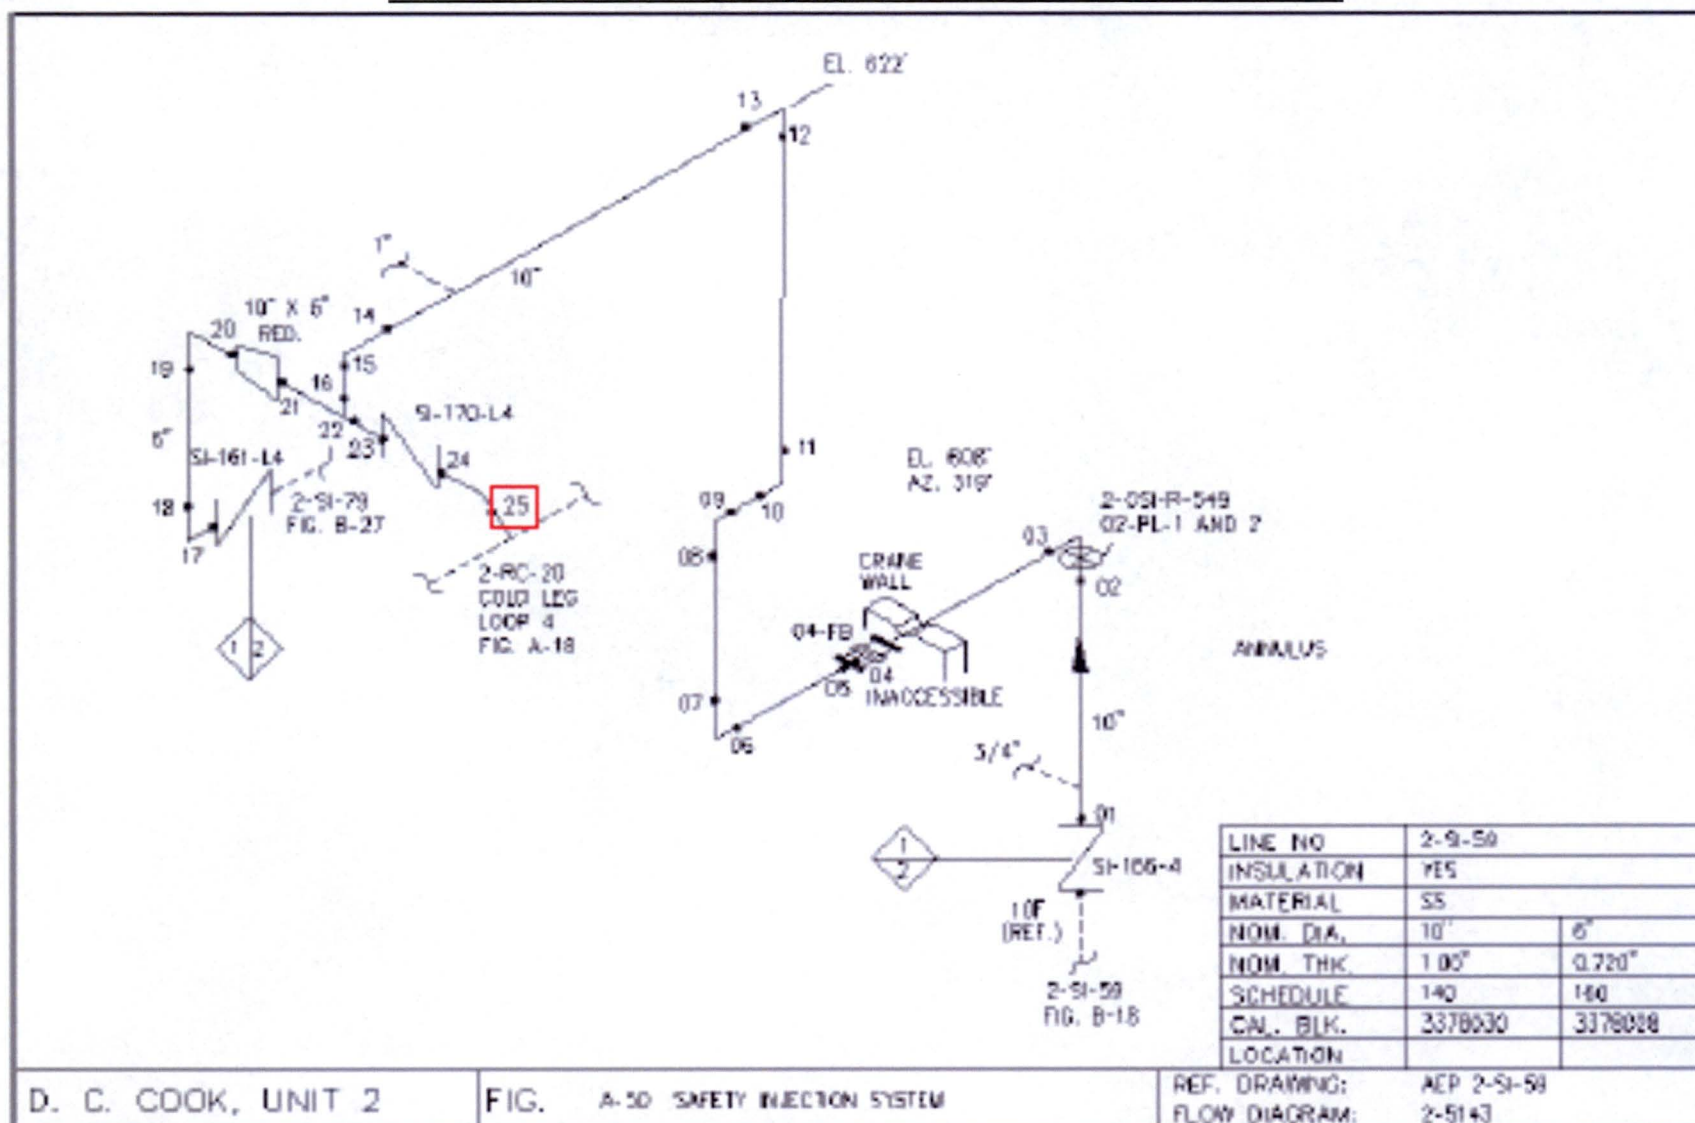 EL. 622'
13
12
1"
10"
14
10" X 6"
RED.
20
19
15
16
21
SI-170-L4
22
23
6"
SI-161-L4
24
11
EL. 608'
AZ. 319°
25
18
2-SI-79
FIG. B-27
17
09
10
2-GSI-R-549
02-PL-1 AND 2
03
08
CRANE
WALL
02
2-RC-20
COLD LEG
LOOP 4
FIG. A-18
04-FB
1 2
ANNULUS
04
05
INACCESSIBLE
07
06
10"
3/4"
01
1
2
SI-166-4
10F
(REF.)
2-SI-59
FIG. B-18
LINE NO 2-SI-59
INSULATION YES
MATERIAL SS
NOM. DIA. 10" 6"
NOM. THK. 1.00" 0.720"
SCHEDULE 140 160
CAL. BLK. 3378030
LOCATION
D. C. COOK, UNIT 2
FIG. A-50 SAFETY INJECTION SYSTEM
REF. DRAWING: AEP 2-SI-59
FLOW DIAGRAM: 2-5143